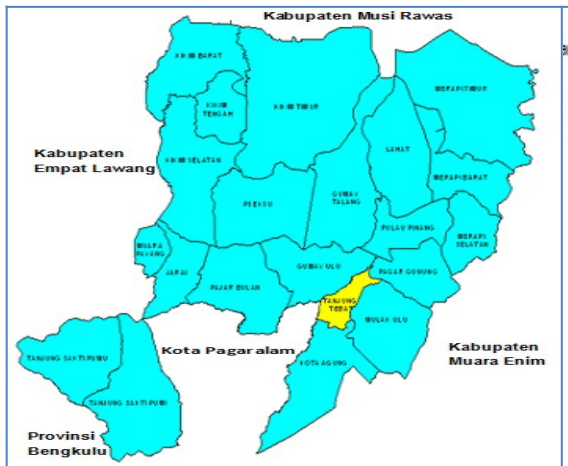 Kabupaten Musi Rawas
KIKIM BARAT
KIKIM
TENGAH
KIKIM TIMUR
MERAPI TIMUR
LAHAT
Kabupaten
Empat Lawang
KIKIM SELATAN
MERAPI BARAT
PSEKSU
GUMAY
TALANG
PULAU PINANG
MERAPI
SELATAN
MUARA
PAYANG
JARAI
PAJAR BULAN
GUMAY ULU
PAGAR GUNUNG
TANJUNG
TEBAT
MULAK ULU
Kota Pagaralam
KOTA AGUNG
Kabupaten
Muara Enim
TANJUNG SAKTI PUMU
TANJUNG SAKTI PUMI
Provinsi
Bengkulu